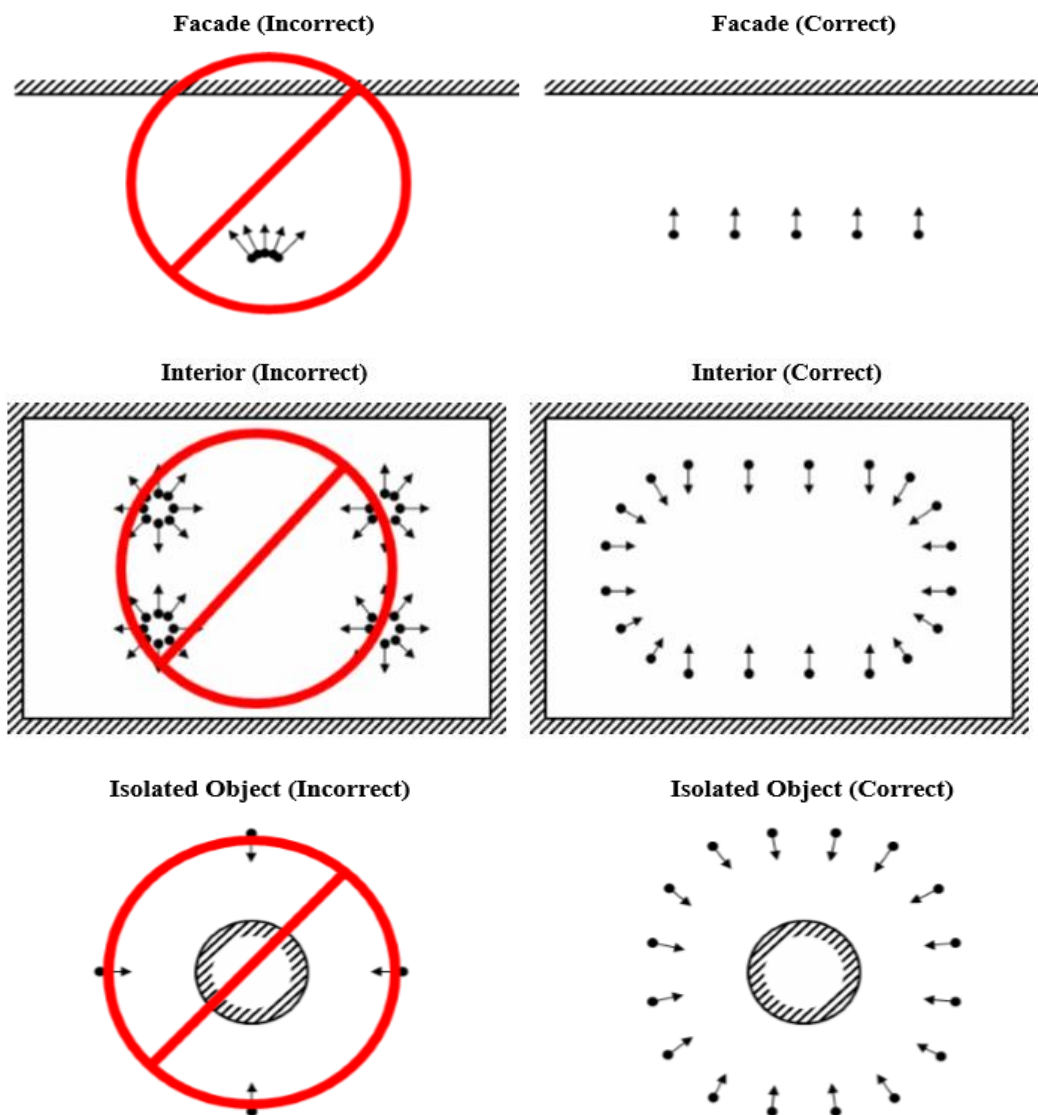 Facade (Incorrect)
Facade (Correct)
Interior (Incorrect)
Interior (Correct)
Isolated Object (Incorrect)
Isolated Object (Correct)